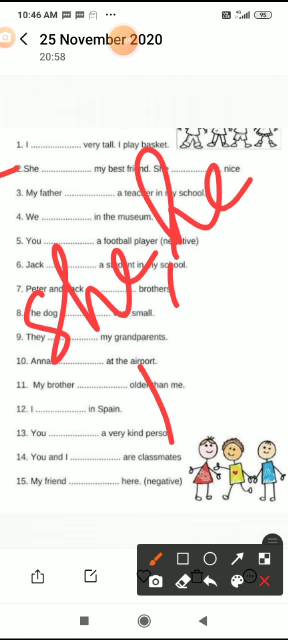 10:46 AM ... 95
25 November 2020
20:58
1. I .................... very tall. I play basket.
2.She .................... my best friend. She .................... nice
3. My father .................... a teacher in my school.
4. We .................... in the museum.
5. You .................... a football player (negative)
6. Jack .................... a student in my school.
7. Peter and Jack .................... brothers
8. The dog .................... small.
9. They .................... my grandparents.
10. Anna .................... at the airport.
11. My brother .................... older than me.
12. I .................... in Spain.
13. You .................... a very kind person
14. You and I .................... are classmates
15. My friend .................... here. (negative)
she, he,